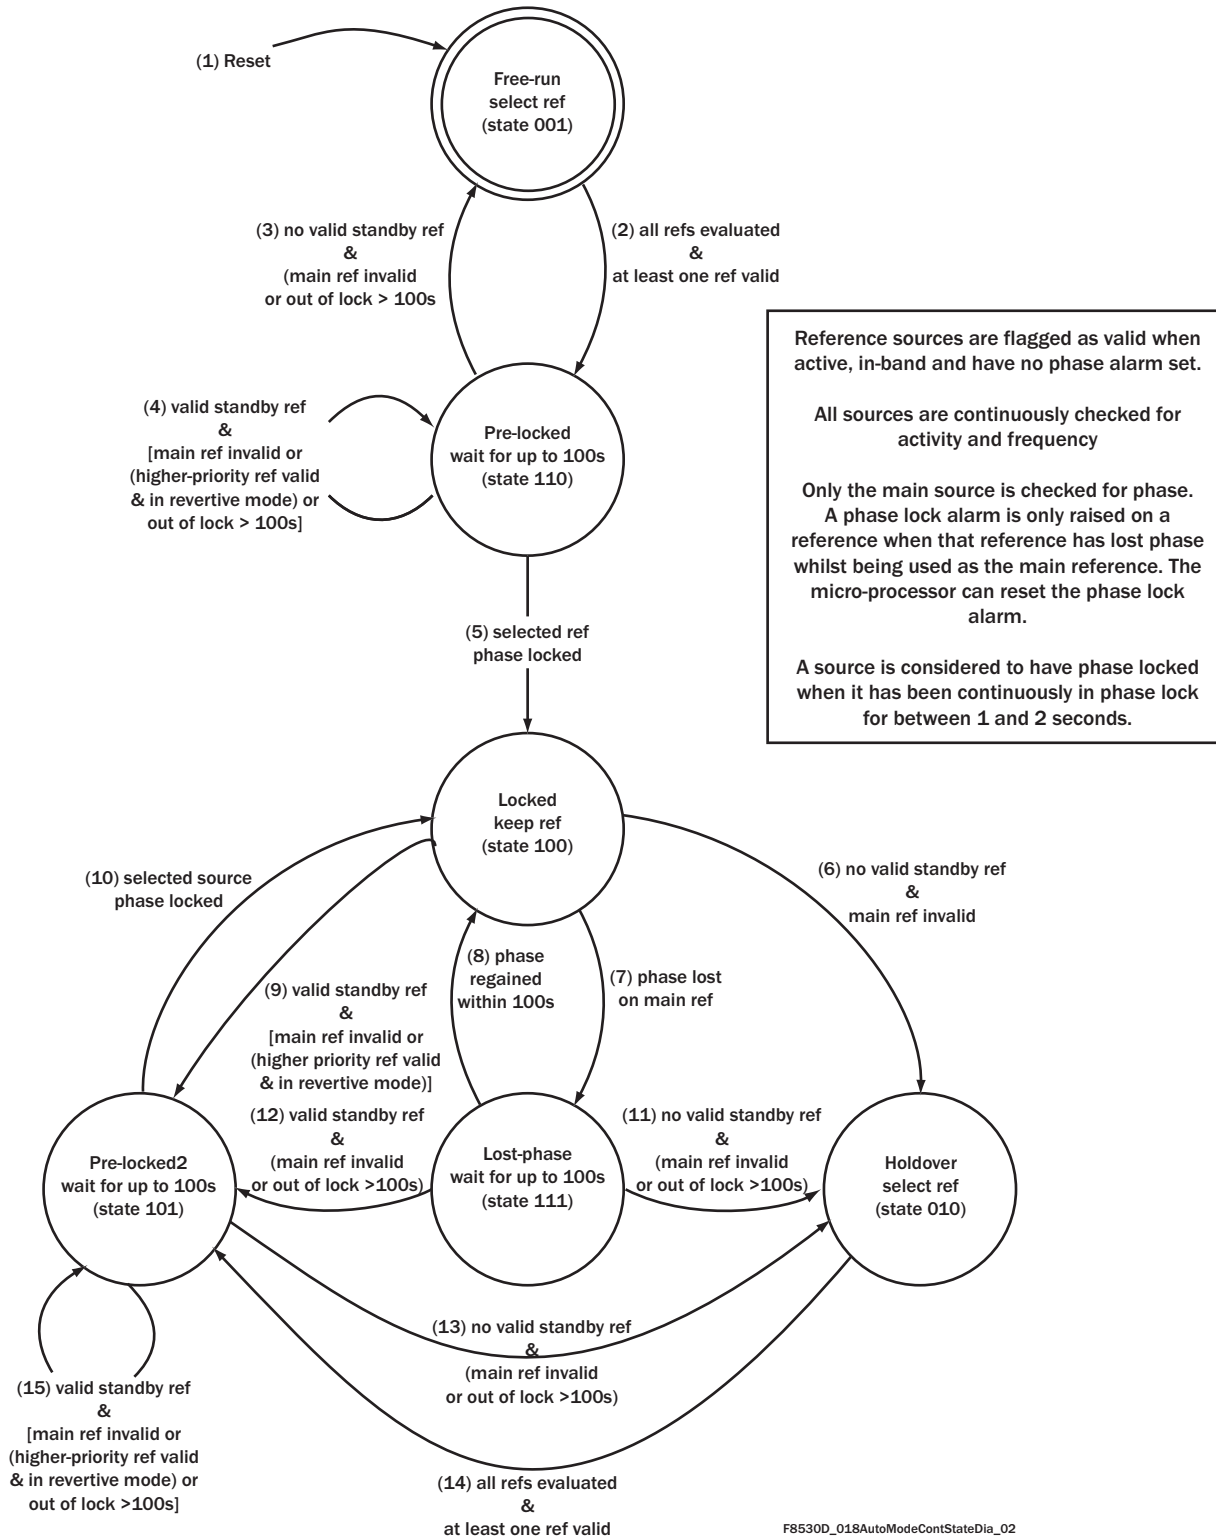 (1) Reset
Free-run
select ref
(state 001)
(3) no valid standby ref
&
(main ref invalid
or out of lock > 100s
(2) all refs evaluated
&
at least one ref valid
Reference sources are flagged as valid when
active, in-band and have no phase alarm set.
All sources are continuously checked for
activity and frequency
Only the main source is checked for phase.
A phase lock alarm is only raised on a
reference when that reference has lost phase
whilst being used as the main reference. The
micro-processor can reset the phase lock
alarm.
A source is considered to have phase locked
when it has been continuously in phase lock
for between 1 and 2 seconds.
(4) valid standby ref
&
[main ref invalid or
(higher-priority ref valid
& in revertive mode) or
out of lock > 100s]
Pre-locked
wait for up to 100s
(state 110)
(5) selected ref
phase locked
Locked
keep ref
(state 100)
(10) selected source
phase locked
(6) no valid standby ref
&
main ref invalid
(8) phase
regained
within 100s
(7) phase lost
on main ref
(9) valid standby ref
&
[main ref invalid or
(higher priority ref valid
& in revertive mode)]
(12) valid standby ref
&
(main ref invalid
or out of lock >100s)
(11) no valid standby ref
&
(main ref invalid
or out of lock >100s)
Pre-locked2
wait for up to 100s
(state 101)
Lost-phase
wait for up to 100s
(state 111)
Holdover
select ref
(state 010)
(13) no valid standby ref
&
(main ref invalid
or out of lock >100s)
(15) valid standby ref
&
[main ref invalid or
(higher-priority ref valid
& in revertive mode) or
out of lock >100s]
(14) all refs evaluated
&
at least one ref valid
F8530D_018AutoModeContStateDia_02